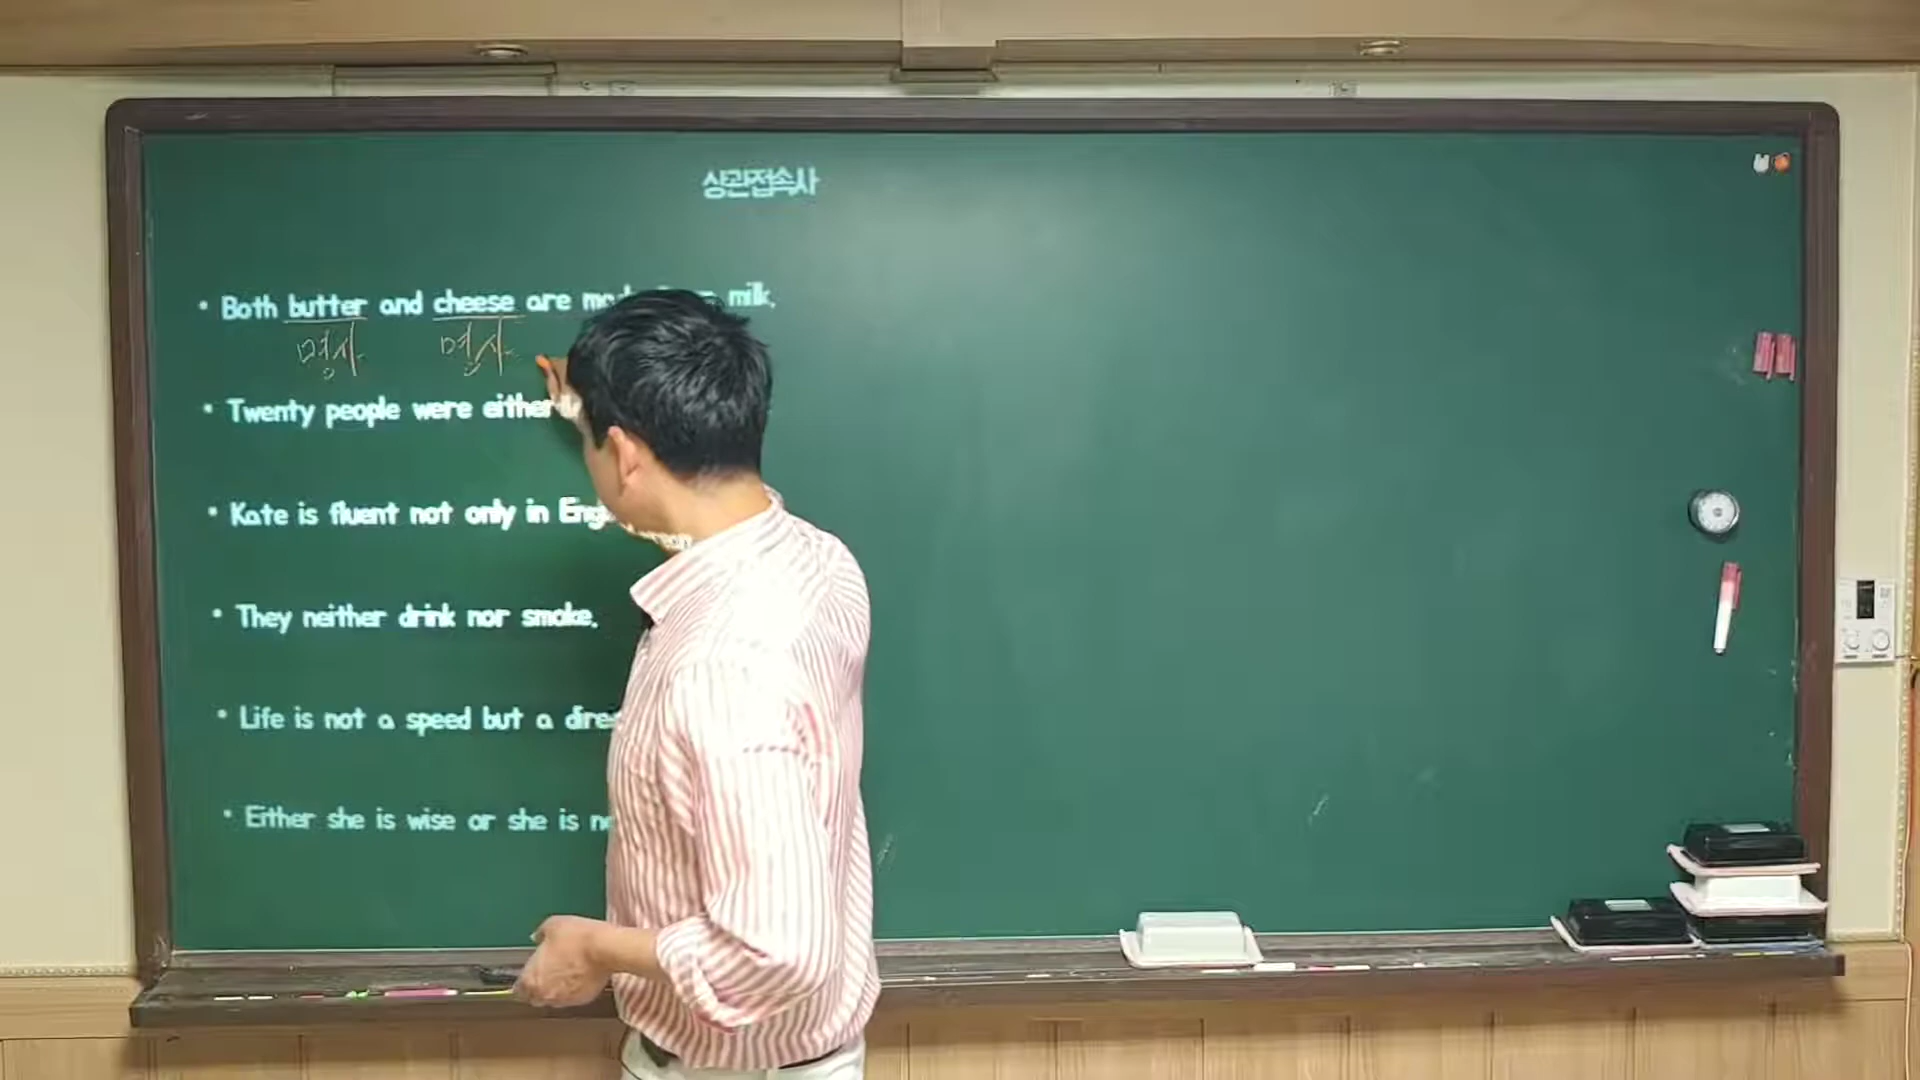 상관접속사
• Both butter and cheese are milk.
명사 명사
• Twenty people were either
• Kate is fluent not only in
• They neither drink nor smoke.
• Life is not a speed but a
• Either she is wise or she is